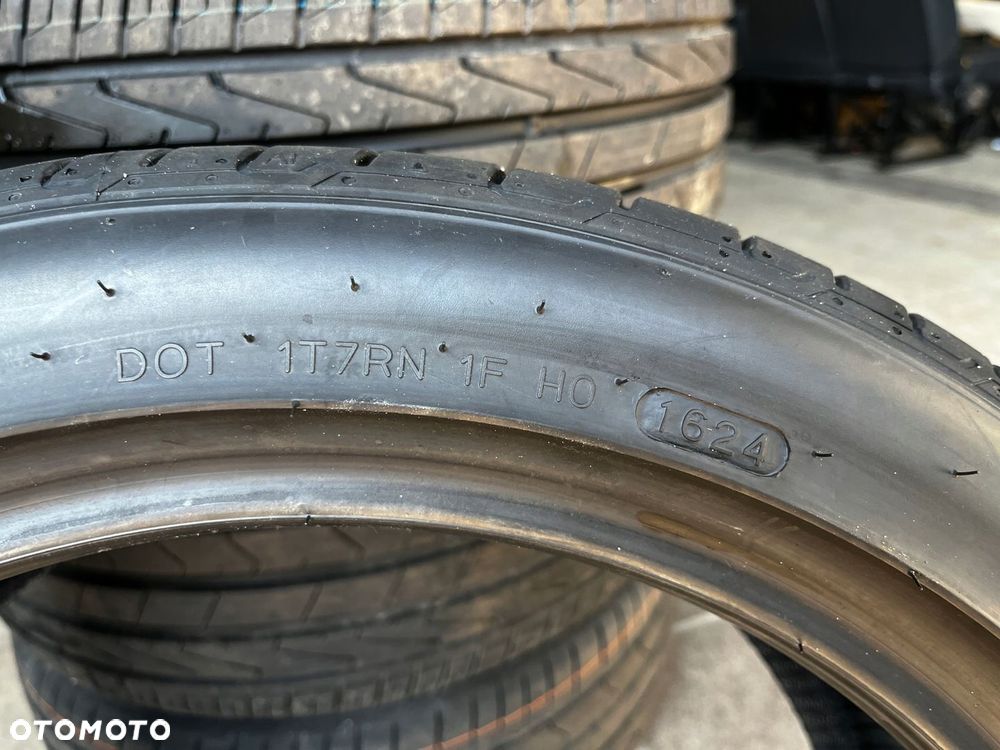 DOT 1T7RN 1F H0 1624
OTOMOTO